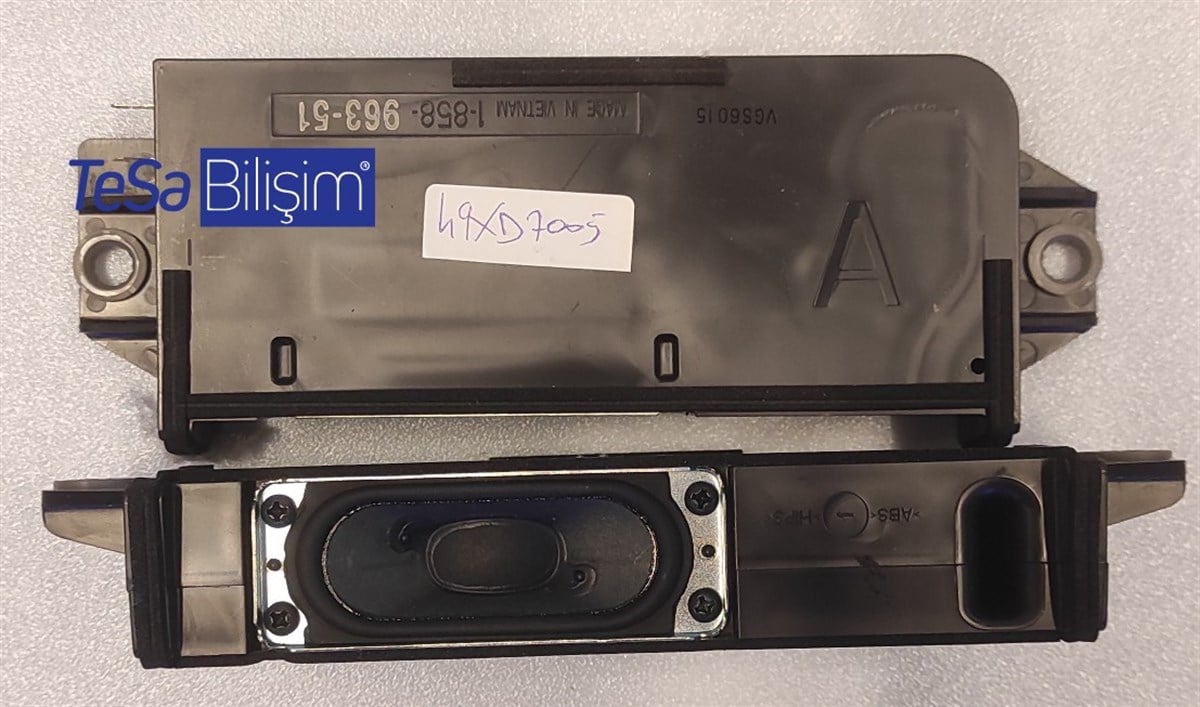 MADE IN VIETNAM 1-858-963-51
VGS6015
TeSa Bilişim®
49XD7005
A
>ABS+HIPS<